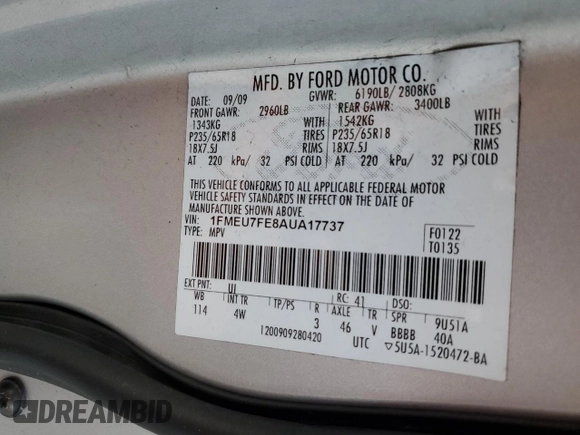 MFD. BY FORD MOTOR CO.
DATE: 09/09 GVWR: 6190LB/ 2808KG
FRONT GAWR: 2960LB REAR GAWR: 3400LB
1343KG 1542KG
P235/65R18 TIRES P235/65R18 TIRES
18X7.5J RIMS 18X7.5J RIMS
AT 220 kPa/ 32 PSI COLD AT 220 kPa/ 32 PSI COLD
THIS VEHICLE CONFORMS TO ALL APPLICABLE FEDERAL MOTOR
VEHICLE SAFETY STANDARDS IN EFFECT ON THE DATE OF
MANUFACTURE SHOWN ABOVE.
VIN: 1FMEU7FE8AUA17737 F0122
TYPE: MPV T0135
EXT PNT: UJ RC: 41 DSO:
WB INT TR TP/PS R AXLE TR SPR 9U51A
114 4W 3 46 V BBBB 40A
1200909280420 UTC ▽5U5A-1520472-BA
DREAMBID